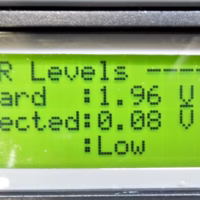 R Levels ----
ard :1.96 V
ected:0.08 V
:Low